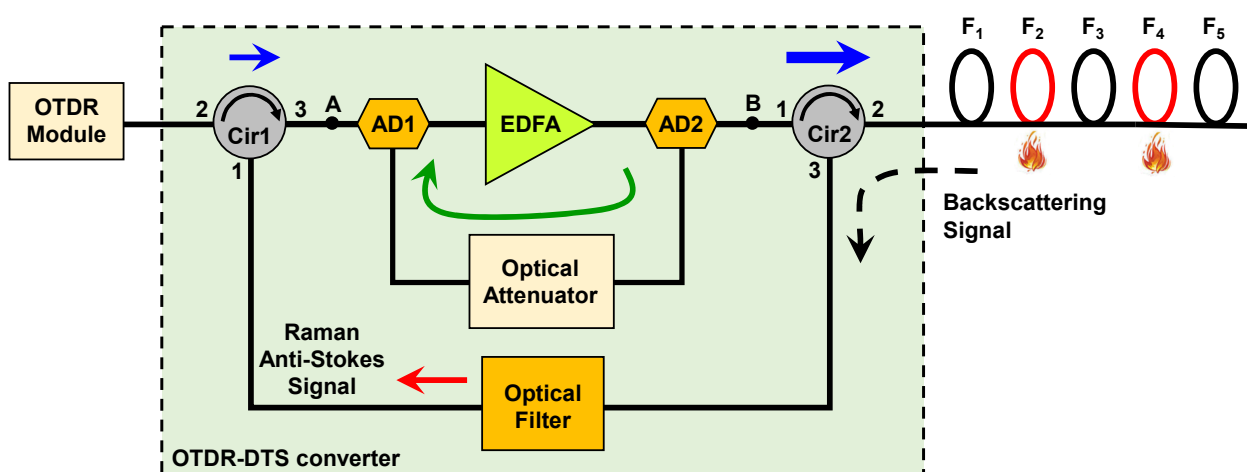 F1 F2 F3 F4 F5
OTDR
Module
2
Cir1
3
1
A
AD1
EDFA
AD2
B
1
Cir2
2
3
Backscattering
Signal
Optical
Attenuator
Raman
Anti-Stokes
Signal
Optical
Filter
OTDR-DTS converter